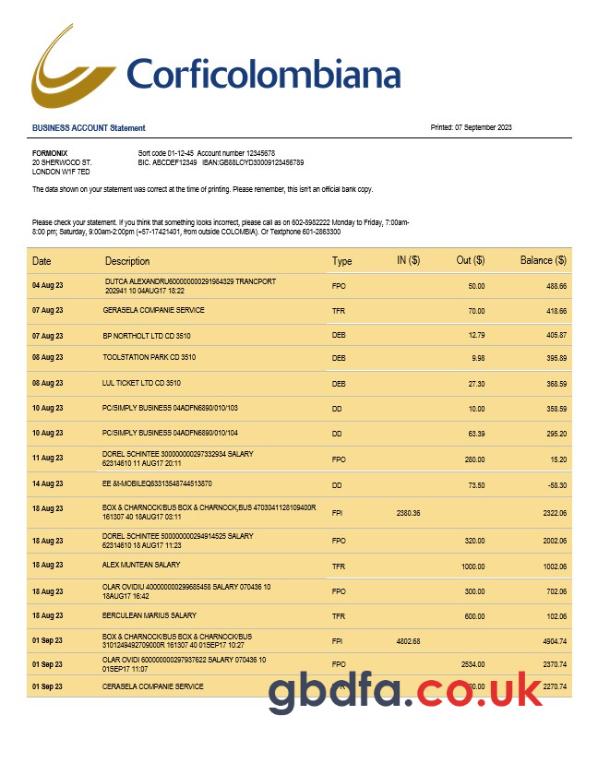 Corficolombiana
BUSINESS ACCOUNT Statement Printed: 07 September 2023
FORMONIX Sort code 01-12-45 Account number 12345678
20 SHERWOOD ST. BIC. ABCDEF12349 IBAN:GB88LOYD30009123456789
LONDON W1F 7ED
The data shown on your statement was correct at the time of printing. Please remember, this isn't an official bank copy.
Please check your statement. If you think that something looks incorrect, please call as on 602-8982222 Monday to Friday, 7:00am-
8:00 pm; Saturday, 9:00am-2:00pm (+57-17421401, from outside COLOMBIA). Or Textphone 601-2863300
Date Description Type IN ($) Out ($) Balance ($)
04 Aug 23 DUTCA ALEXANDRU600000000291984329 TRANCPORT FPO 50.00 488.66
202941 10 04AUG17 18:22
07 Aug 23 GERASELA COMPANIE SERVICE TFR 70.00 418.66
07 Aug 23 BP NORTHOLT LTD CD 3510 DEB 12.79 405.87
08 Aug 23 TOOLSTATION PARK CD 3510 DEB 9.98 395.89
08 Aug 23 LUL TICKET LTD CD 3510 DEB 27.30 368.59
10 Aug 23 PC/SIMPLY BUSINESS 04ADFN6890/010/103 DD 10.00 358.59
10 Aug 23 PC/SIMPLY BUSINESS 04ADFN6890/010/104 DD 63.39 295.20
11 Aug 23 DOREL SCHINTEE 300000000297332934 SALARY FPO 280.00 15.20
62314610 11 AUG17 20:11
14 Aug 23 EE &t-MOBILEQ63313548744513870 DD 73.50 -58.30
18 Aug 23 BOX & CHARNOCK/BUS BOX & CHARNOCK,BUS 4703041128109400R FPI 2380.36 2322.06
161307 40 18AUG17 03:11
18 Aug 23 DOREL SCHINTEE 500000000294914525 SALARY FPO 320.00 2002.06
62314610 18 AUG17 11:23
18 Aug 23 ALEX MUNTEAN SALARY TFR 1000.00 1002.06
18 Aug 23 OLAR OVIDIU 400000000299685458 SALARY 070436 10 FPO 300.00 702.06
18AUG17 16:42
18 Aug 23 BERCULEAN MARIUS SALARY TFR 600.00 102.06
01 Sep 23 BOX & CHARNOCK/BUS BOX & CHARNOCK/BUS FPI 4802.68 4904.74
3101249492709000R 161307 40 01SEP17 10:27
01 Sep 23 OLAR OVIDI 600000000297937622 SALARY 070436 10 FPO 2534.00 2370.74
01SEP17 11:07
01 Sep 23 CERASELA COMPANIE SERVICE 2270.74
gbdfa.co.uk